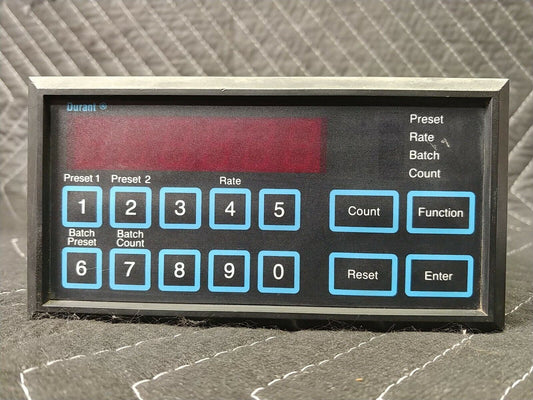 Durant ®
Preset
Rate
Batch
Count
Preset 1 Preset 2 Rate
1 2 3 4 5 Count Function
Batch Preset Batch Count
6 7 8 9 0 Reset Enter